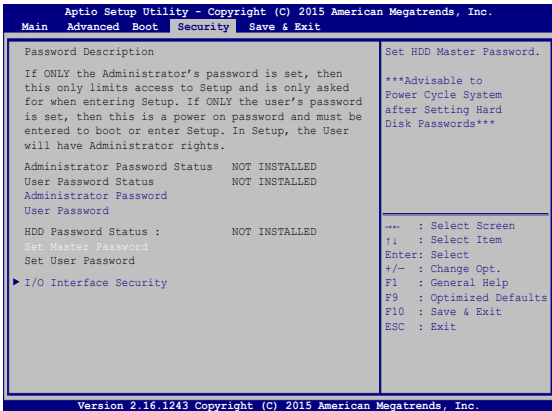 Aptio Setup Utility - Copyright (C) 2015 American Megatrends, Inc.
Main Advanced Boot Security Save & Exit
Password Description
If ONLY the Administrator's password is set, then
this only limits access to Setup and is only asked
for when entering Setup. If ONLY the user's password
is set, then this is a power on password and must be
entered to boot or enter Setup. In Setup, the User
will have Administrator rights.
Administrator Password Status NOT INSTALLED
User Password Status NOT INSTALLED
Administrator Password
User Password
HDD Password Status : NOT INSTALLED
Set Master Password
Set User Password
I/O Interface Security
Set HDD Master Password.
***Advisable to
Power Cycle System
after Setting Hard
Disk Passwords***
→← : Select Screen
↑↓ : Select Item
Enter: Select
+/— : Change Opt.
F1 : General Help
F9 : Optimized Defaults
F10 : Save & Exit
ESC : Exit
Version 2.16.1243 Copyright (C) 2015 American Megatrends, Inc.